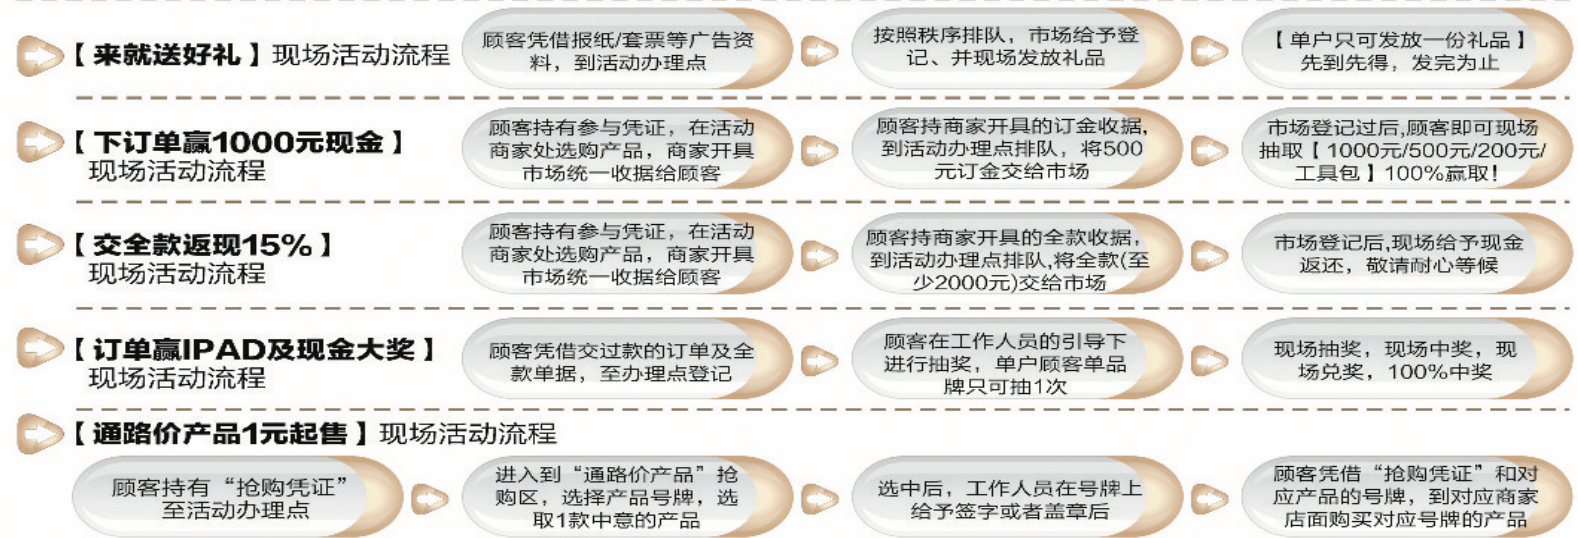 【来就送好礼】现场活动流程
顾客凭借报纸/套票等广告资
料，到活动办理点
按照秩序排队，市场给予登
记、并现场发放礼品
【单户只可发放一份礼品】
先到先得，发完为止
【下订单赢1000元现金】
现场活动流程
顾客持有参与凭证，在活动
商家处选购产品，商家开具
市场统一收据给顾客
顾客持商家开具的订金收据,
到活动办理点排队，将500
元订金交给市场
市场登记过后,顾客即可现场
抽取【1000元/500元/200元/
工具包】100%赢取！
【交全款返现15%】
现场活动流程
顾客持有参与凭证，在活动
商家处选购产品，商家开具
市场统一收据给顾客
顾客持商家开具的全款收据，
到活动办理点排队,将全款(至
少2000元)交给市场
市场登记后,现场给予现金
返还，敬请耐心等候
【订单赢IPAD及现金大奖】
现场活动流程
顾客凭借交过款的订单及全
款单据，至办理点登记
顾客在工作人员的引导下
进行抽奖，单户顾客单品
牌只可抽1次
现场抽奖，现场中奖，现
场兑奖，100%中奖
【通路价产品1元起售】现场活动流程
顾客持有“抢购凭证”
至活动办理点
进入到“通路价产品”抢
购区，选择产品号牌，选
取1款中意的产品
选中后，工作人员在号牌上
给予签字或者盖章后
顾客凭借“抢购凭证”和对
应产品的号牌，到对应商家
店面购买对应号牌的产品